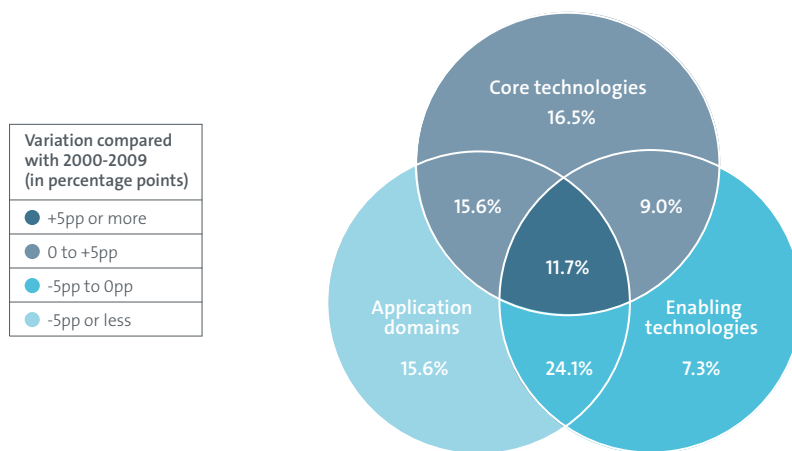 Variation compared
with 2000-2009
(in percentage points)
+5pp or more
0 to +5pp
-5pp to 0pp
-5pp or less
Core technologies
16.5%
15.6%
9.0%
11.7%
Application
domains
Enabling
technologies
15.6%
24.1%
7.3%